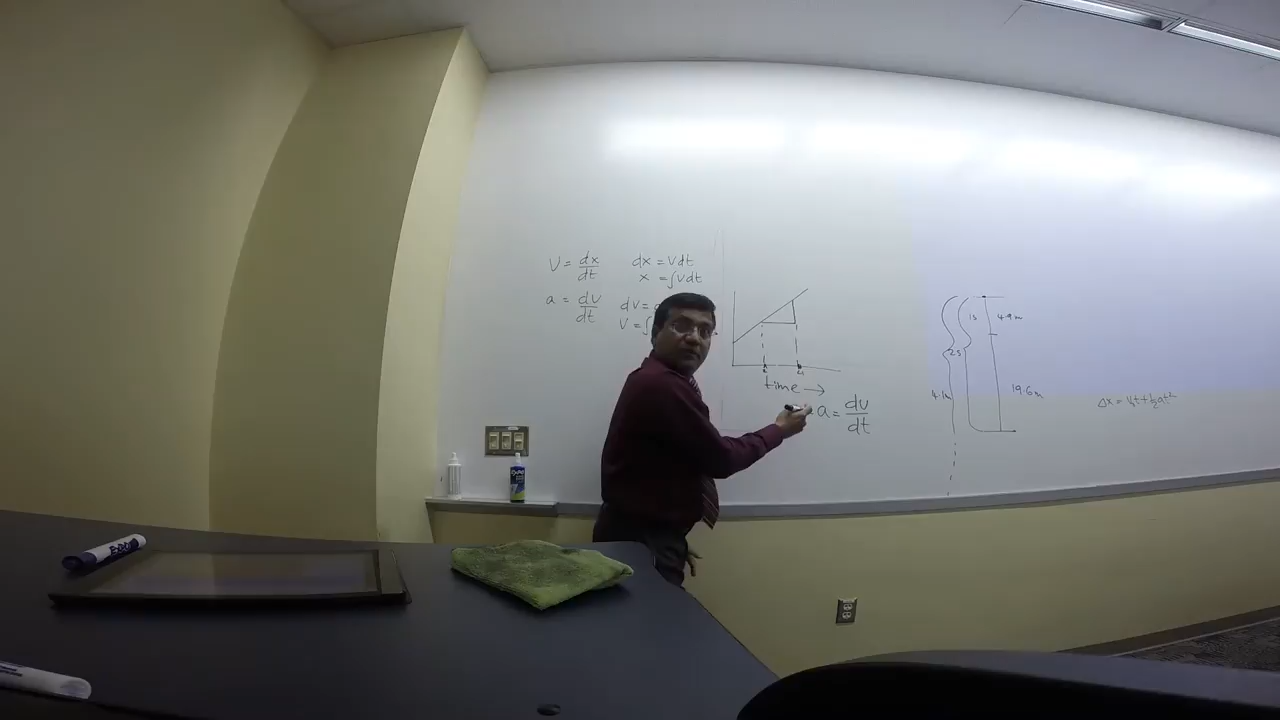 V = dx/dt
dx = Vdt
x = ∫Vdt
a = dv/dt
dv =
V = ∫
time →
a = dv/dt
1s
4.9m
2s
19.6m
Δx = V₀t + ½at²